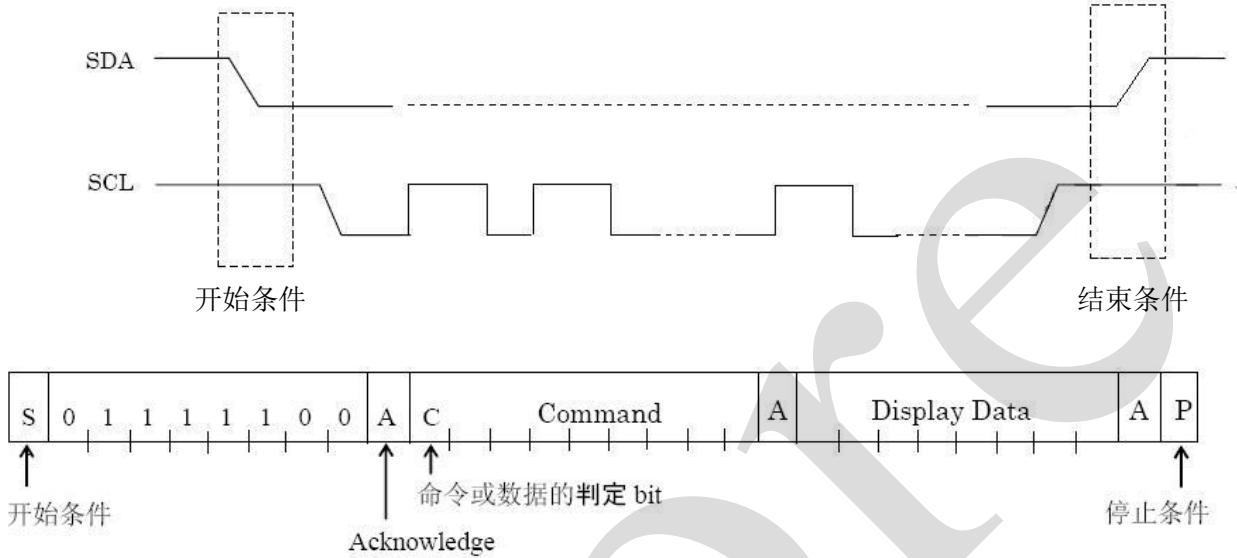 SDA
SCL
开始条件 结束条件
S 0 1 1 1 1 1 0 0 A C Command A Display Data A P
开始条件 命令或数据的判定 bit 停止条件
Acknowledge